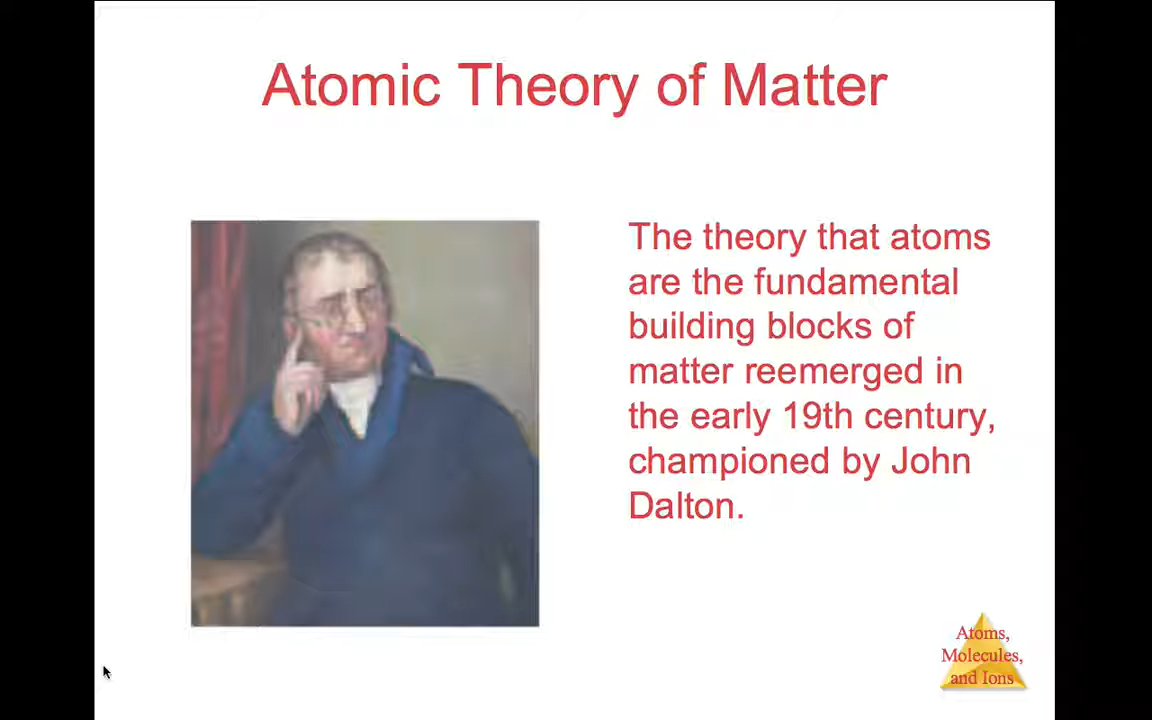 Atomic Theory of Matter
The theory that atoms
are the fundamental
building blocks of
matter reemerged in
the early 19th century,
championed by John
Dalton.
Atoms,
Molecules,
and Ions